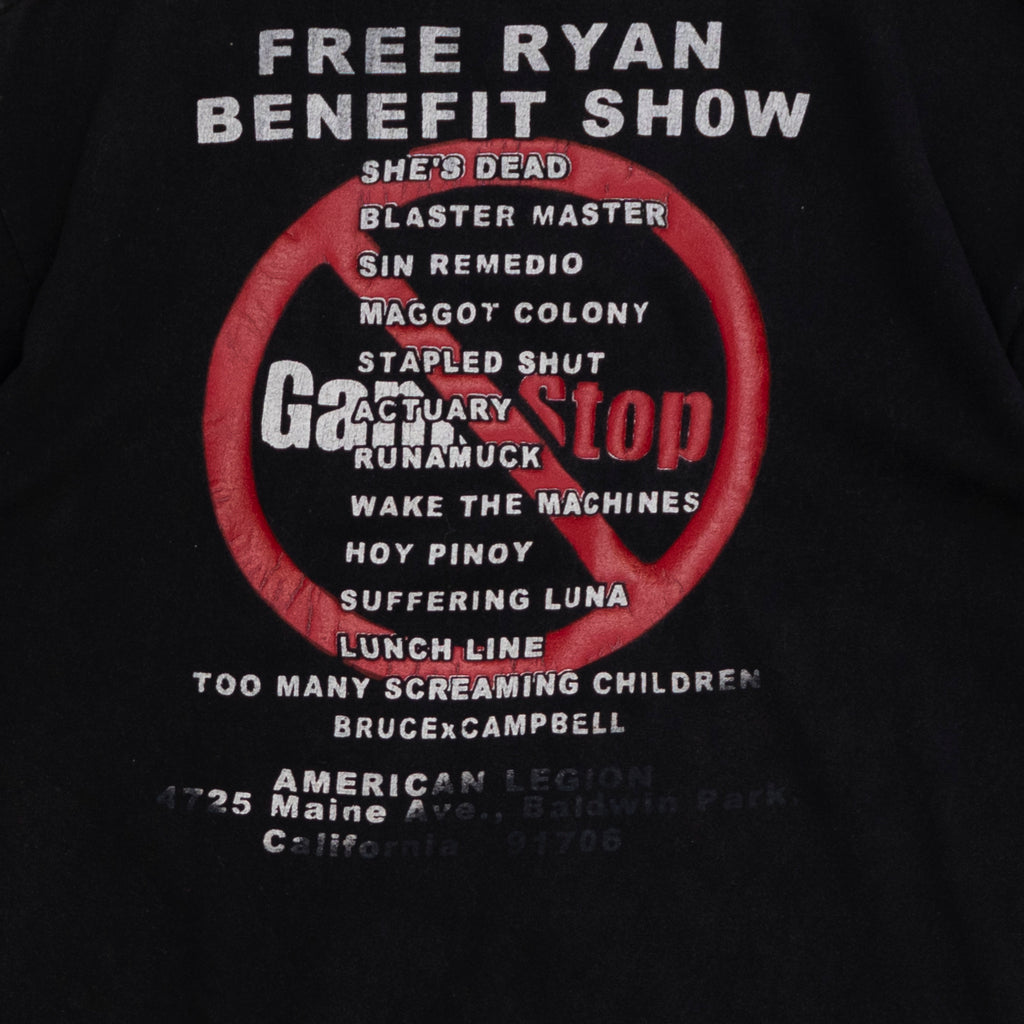 FREE RYAN
BENEFIT SHOW
SHE'S DEAD
BLASTER MASTER
SIN REMEDIO
MAGGOT COLONY
STAPLED SHUT
GameStop
ACTUARY
RUNAMUCK
WAKE THE MACHINES
HOY PINOY
SUFFERING LUNA
LUNCH LINE
TOO MANY SCREAMING CHILDREN
BRUCExCAMPBELL
AMERICAN LEGION
4725 Maine Ave., Baldwin Park,
California 91706